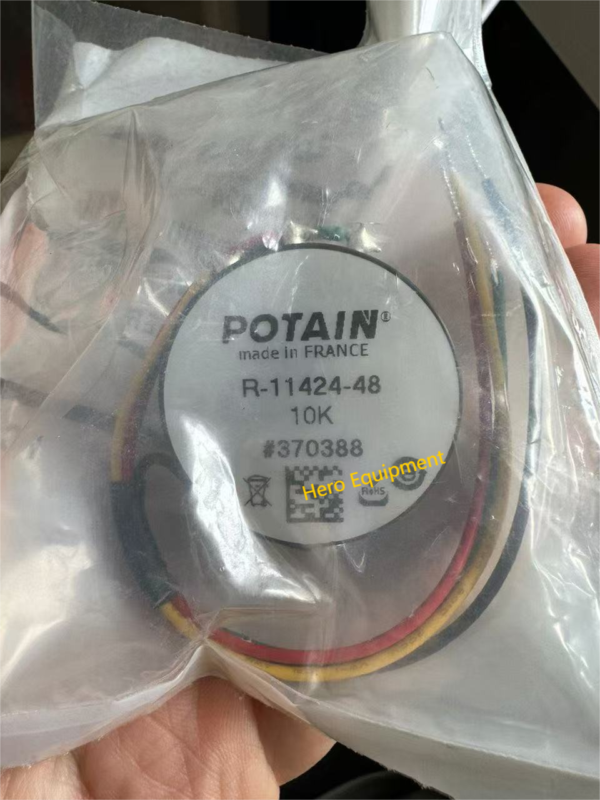 POTAIN®
made in FRANCE
R-11424-48
10K
#370388
Hero Equipment
RoHS